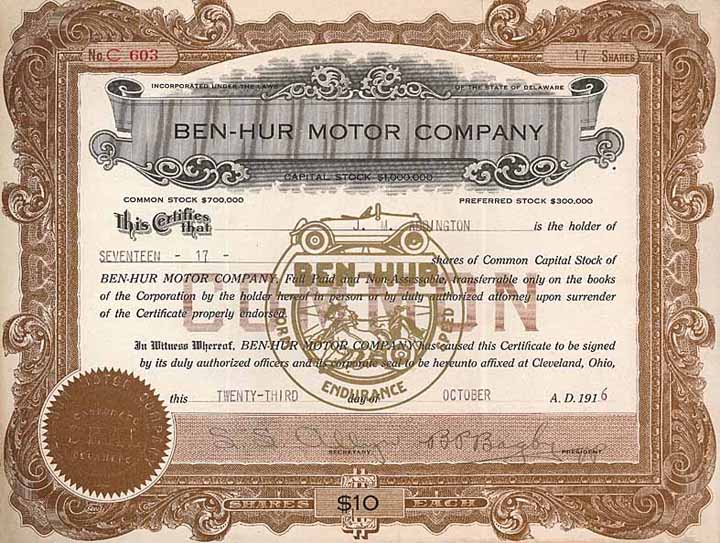 No. C 603
17 SHARES
INCORPORATED UNDER THE LAWS OF THE STATE OF DELAWARE
BEN-HUR MOTOR COMPANY
CAPITAL STOCK $1,000,000
COMMON STOCK $700,000 PREFERRED STOCK $300,000
This Certifies that J. M. ADDINGTON is the holder of
SEVENTEEN - 17 - shares of Common Capital Stock of
BEN-HUR MOTOR COMPANY, Full Paid and Non-Assessable, transferrable only on the books
of the Corporation by the holder hereof in person or by duly authorized attorney upon surrender
of the Certificate properly endorsed.
COMMON
BEN-HUR
ENDURANCE
In Witness Whereof, BEN-HUR MOTOR COMPANY has caused this Certificate to be signed
by its duly authorized officers and its corporate seal to be hereunto affixed at Cleveland, Ohio,
this TWENTY-THIRD day of OCTOBER A. D. 1916
SECRETARY PRESIDENT
SHARES $10 EACH